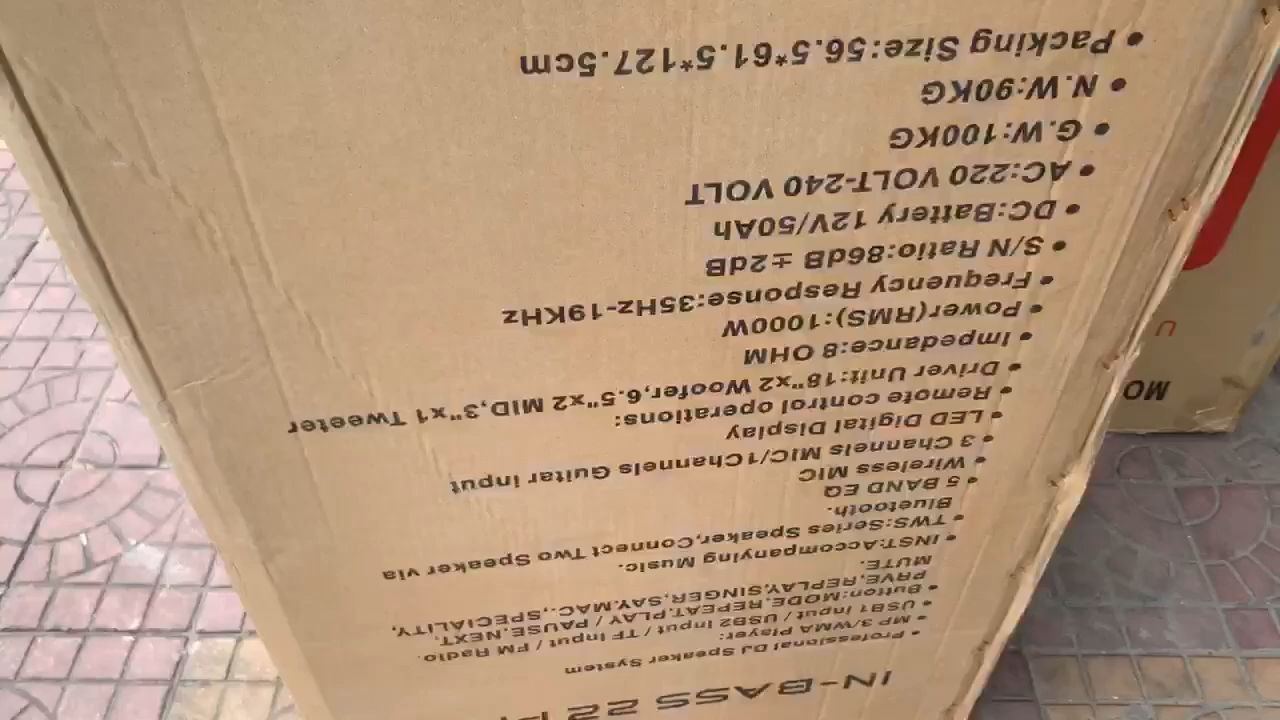 IN-BASS 22
Professional DJ Speaker System
• MP 3/WMA Player:
• USB1 input / USB2 Input / TF Input / FM Radio.
• Button:MODE.REPEAT.PLAY / PAUSE.NEXT.
PRVE.REPLAY.SINGER.SAY.MAC.,SPECIALITY,
MUTE.
• INST:Accompanying Music.
• TWS:Series Speaker,Connect Two Speaker via
Bluetooth.
• 5 BAND EQ
• Wireless MIC
• 3 Channels MIC/1Channels Guitar input
• LED Digital Display
• Remote control operations:
• Driver Unit:18"x2 Woofer,6.5"x2 MID,3"x1 Tweeter
• Impedance:8 OHM
• Power(RMS):1000W
• Frequency Response:35Hz-19KHz
• S/N Ratio:86dB ±2dB
• DC:Battery 12V/50Ah
• AC:220 VOLT-240 VOLT
• G.W:100KG
• N.W:90KG
• Packing Size:56.5*61.5*127.5cm
MO
U